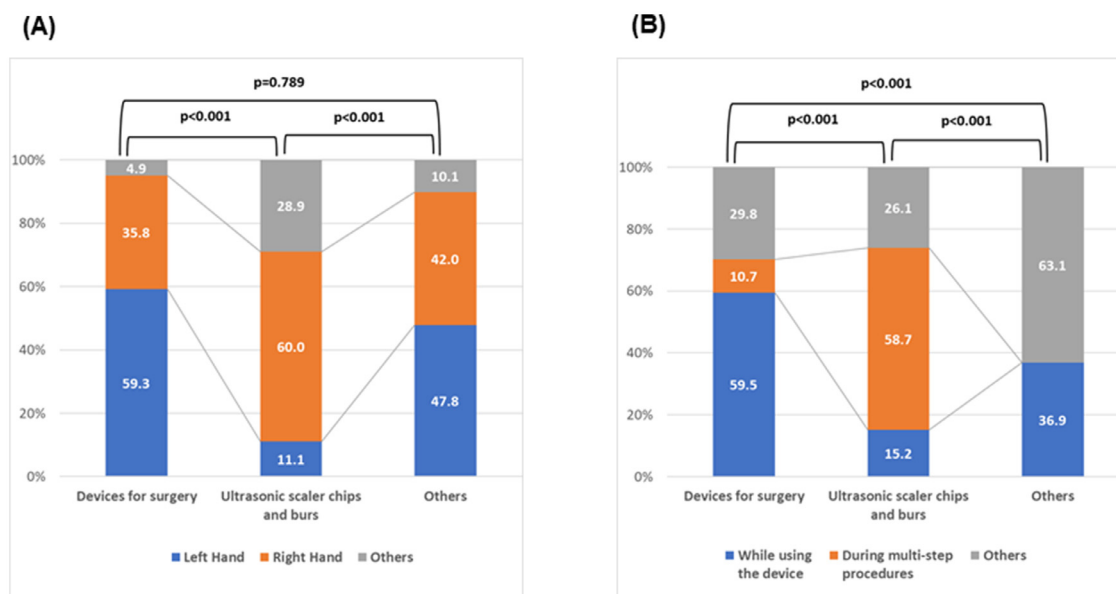 (A)
p=0.789
p<0.001 p<0.001
100%
80%
60%
40%
20%
0%
4.9
35.8
59.3
28.9
60.0
11.1
10.1
42.0
47.8
Devices for surgery
Ultrasonic scaler chips
and burs
Others
Left Hand Right Hand Others
(B)
p<0.001
p<0.001 p<0.001
100%
80%
60%
40%
20%
0%
29.8
10.7
59.5
26.1
58.7
15.2
63.1
36.9
Devices for surgery
Ultrasonic scaler chips
and burs
Others
While using
the device
During multi-step
procedures
Others